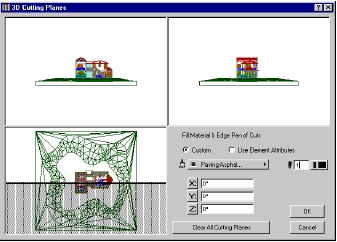 3D Cutting Planes
Fill Material & Edge Pen of Cuts
Custom
Use Element Attributes
Paving-Asphal...
1
X: 0"
Y: 0"
Z: 0"
OK
Clear All Cutting Planes
Cancel